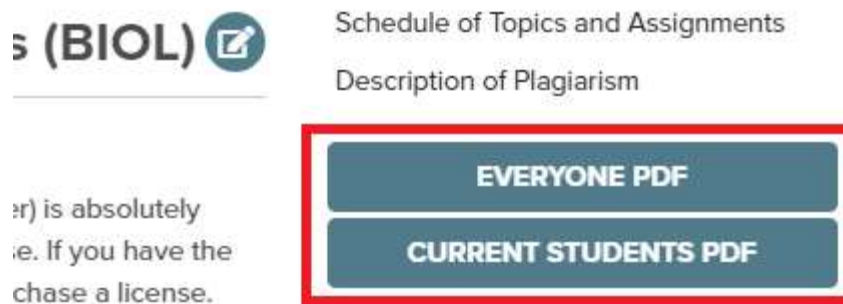 (BIOL)
er) is absolutely
e. If you have the
chase a license.
Schedule of Topics and Assignments
Description of Plagiarism
EVERYONE PDF
CURRENT STUDENTS PDF